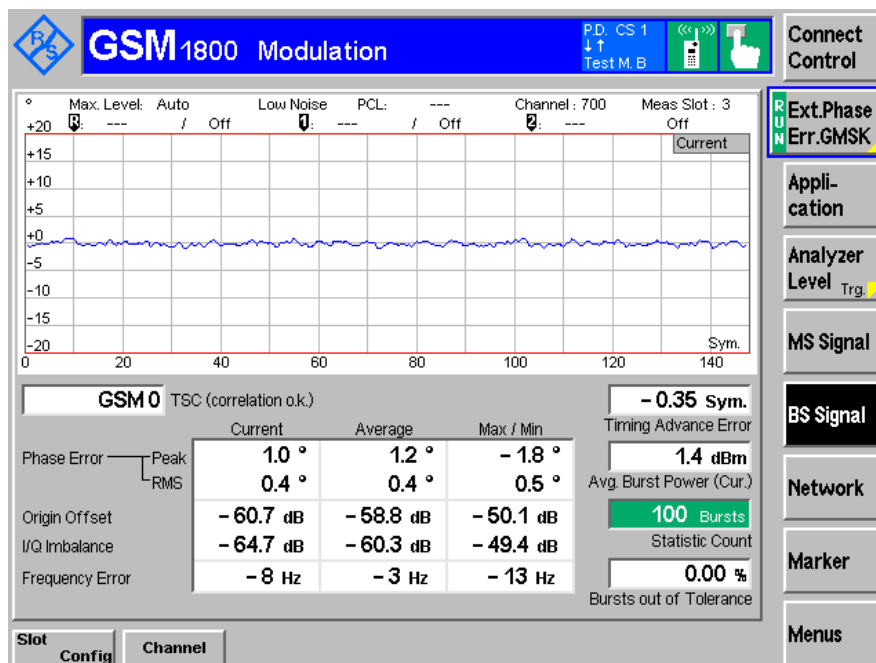 R/S
GSM 1800 Modulation
P.D. CS 1
Test M. B
Connect Control
° Max. Level: Auto Low Noise PCL: --- Channel : 700 Meas Slot : 3
R: --- / Off 1: --- / Off 2: --- Off
Current
+20
+15
+10
+5
+0
-5
-10
-15
-20
Sym.
0 20 40 60 80 100 120 140
GSM 0 TSC (correlation o.k.)
Current Average Max / Min
Phase Error Peak 1.0 ° 1.2 ° - 1.8 °
RMS 0.4 ° 0.4 ° 0.5 °
Origin Offset - 60.7 dB - 58.8 dB - 50.1 dB
I/Q Imbalance - 64.7 dB - 60.3 dB - 49.4 dB
Frequency Error - 8 Hz - 3 Hz - 13 Hz
- 0.35 Sym.
Timing Advance Error
1.4 dBm
Avg. Burst Power (Cur.)
100 Bursts
Statistic Count
0.00 %
Bursts out of Tolerance
RUN
Ext.Phase
Err.GMSK
Appli-
cation
Analyzer
Level Trg.
MS Signal
BS Signal
Network
Marker
Menus
Slot
Config
Channel